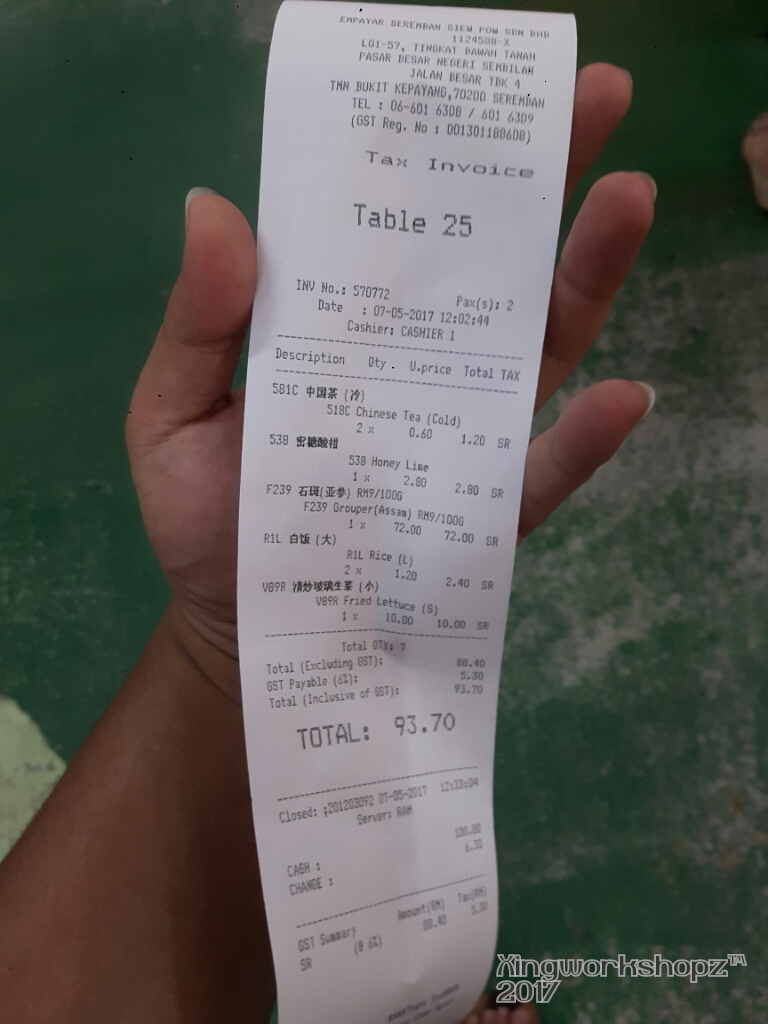 EMPAYAR SEREMBAN SIEW POW SDN BHD
1124588-X
LG1-57, TINGKAT BAWAH TANAH
PASAR BESAR NEGERI SEMBILAN
JALAN BESAR TBK 4
TMN BUKIT KEPAYANG,70200 SEREMBAN
TEL : 06-601 6308 / 601 6309
(GST Reg. No : 001301188608)
Tax Invoice
Table 25
INV No.: 570772 Pax(s): 2
Date : 07-05-2017 12:02:44
Cashier: CASHIER 1
Description Qty. U.price Total TAX
581C 中国茶 (冷)
518C Chinese Tea (Cold)
2 x 0.60 1.20 SR
538 密糖酸柑
538 Honey Lime
1 x 2.80 2.80 SR
F239 石斑(亚参) RM9/100G
F239 Grouper(Assam) RM9/100G
1 x 72.00 72.00 SR
R1L 白饭 (大)
R1L Rice (L)
2 x 1.20 2.40 SR
V89R 清炒玻璃生菜 (小)
V89R Fried Lettuce (S)
1 x 10.00 10.00 SR
Total QTY: 7
Total (Excluding GST): 88.40
GST Payable (6%): 5.30
Total (Inclusive of GST): 93.70
TOTAL: 93.70
Closed: ;201203092 07-05-2017 12:33:04
Server: RAM
CASH : 100.00
CHANGE : 6.30
GST Summary Amount(RM) Tax(RM)
SR (@ 6%) 88.40 5.30
Xingworkshopz™
2017